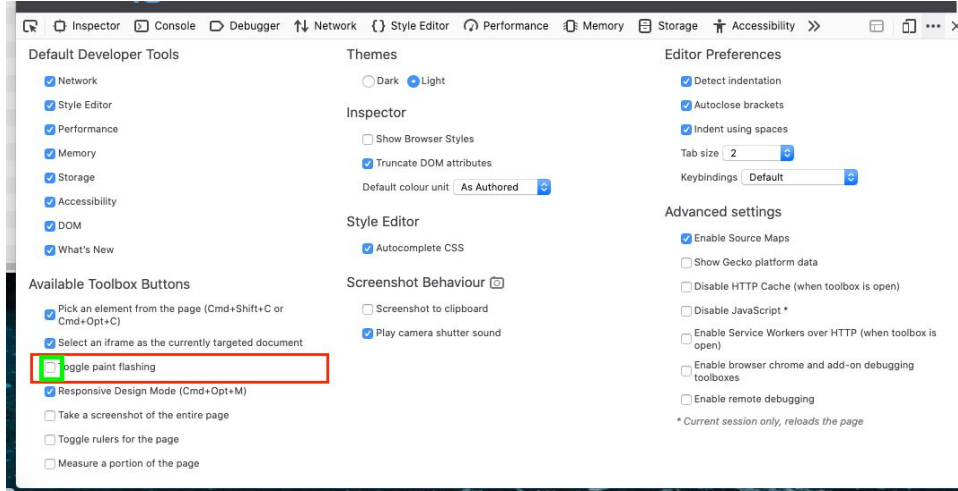 Inspector Console Debugger Network {} Style Editor Performance Memory Storage Accessibility
Default Developer Tools
Network
Style Editor
Performance
Memory
Storage
Accessibility
DOM
What's New
Available Toolbox Buttons
Pick an element from the page (Cmd+Shift+C or
Cmd+Opt+C)
Select an iframe as the currently targeted document
Toggle paint flashing
Responsive Design Mode (Cmd+Opt+M)
Take a screenshot of the entire page
Toggle rulers for the page
Measure a portion of the page
Themes
Dark Light
Inspector
Show Browser Styles
Truncate DOM attributes
Default colour unit As Authored
Style Editor
Autocomplete CSS
Screenshot Behaviour
Screenshot to clipboard
Play camera shutter sound
Editor Preferences
Detect indentation
Autoclose brackets
Indent using spaces
Tab size 2
Keybindings Default
Advanced settings
Enable Source Maps
Show Gecko platform data
Disable HTTP Cache (when toolbox is open)
Disable JavaScript *
Enable Service Workers over HTTP (when toolbox is
open)
Enable browser chrome and add-on debugging
toolboxes
Enable remote debugging
* Current session only, reloads the page